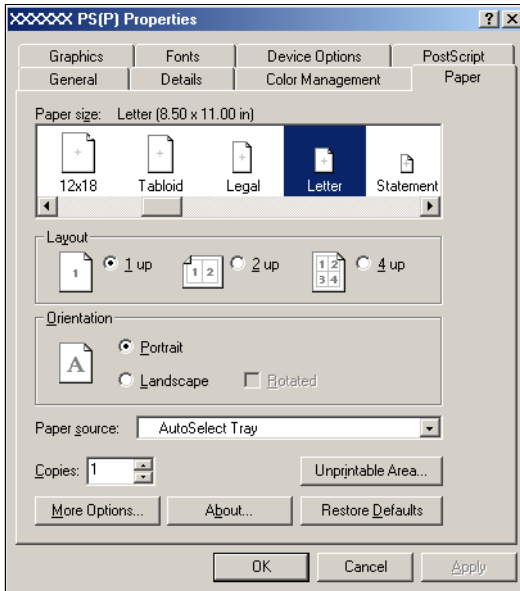 XXXXXX PS(P) Properties
Graphics Fonts Device Options PostScript
General Details Color Management Paper
Paper size: Letter (8.50 x 11.00 in)
12x18 Tabloid Legal Letter Statement
Layout
1 1 up 1 2 2 up 1 2 3 4 4 up
Orientation
A
Portrait
Landscape Rotated
Paper source: AutoSelect Tray
Copies: 1 Unprintable Area...
More Options... About... Restore Defaults
OK Cancel Apply